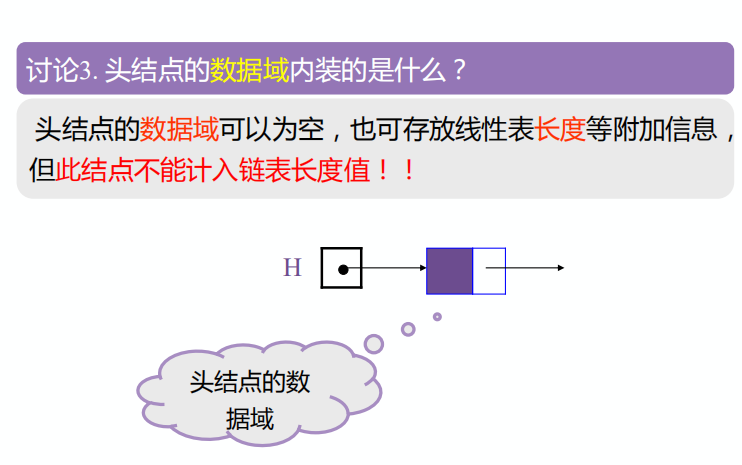 讨论3. 头结点的数据域内装的是什么？
头结点的数据域可以为空，也可存放线性表长度等附加信息，
但此结点不能计入链表长度值！！
H
头结点的数
据域